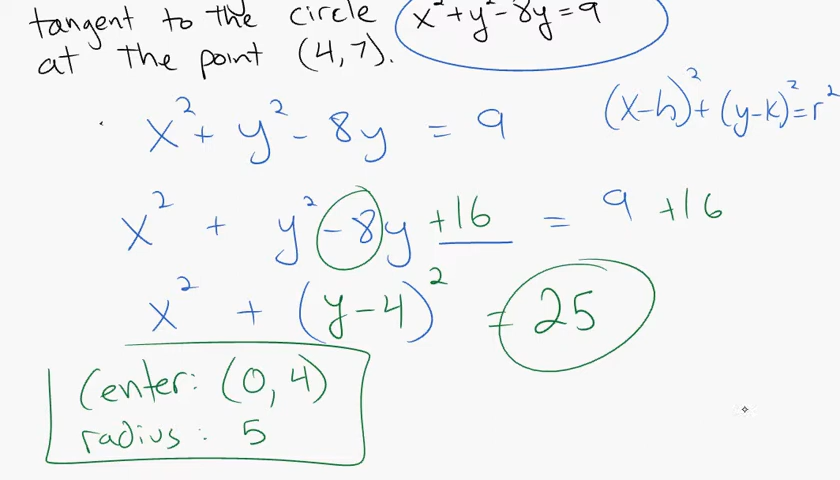 tangent to the circle x²+y²-8y=9
at the point (4,7).
x² + y² - 8y = 9 (x-h)²+(y-k)²=r²
x² + y² - 8y +16 = 9 +16
x² + (y-4)² = 25
Center: (0,4)
radius: 5